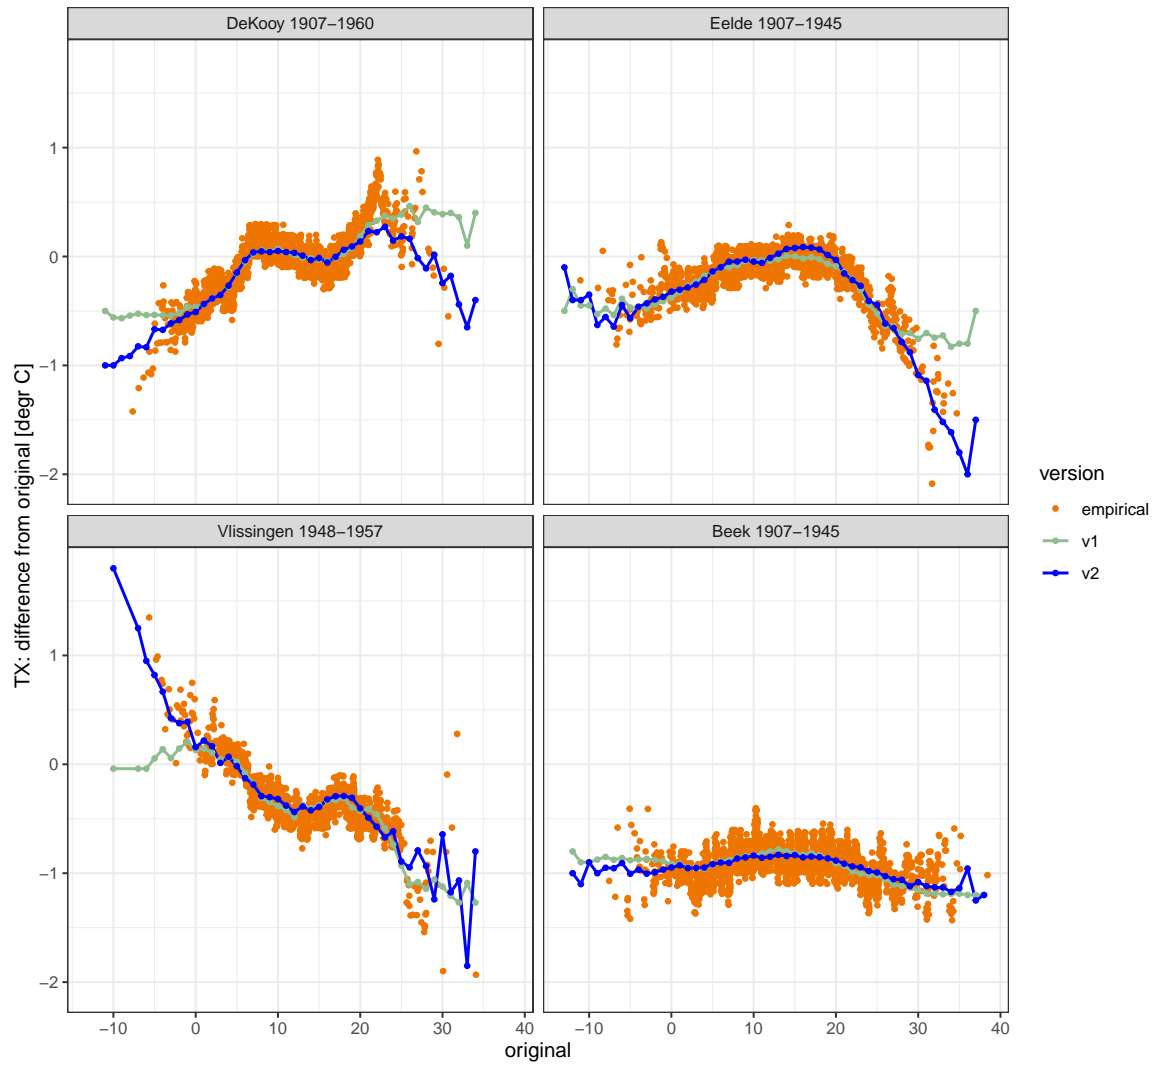 DeKooy 1907−1960
Eelde 1907−1945
1
0
−1
−2
TX: difference from original [degr C]
version
empirical
v1
v2
Vlissingen 1948−1957
Beek 1907−1945
1
0
−1
−2
−10 0 10 20 30 40
−10 0 10 20 30 40
original